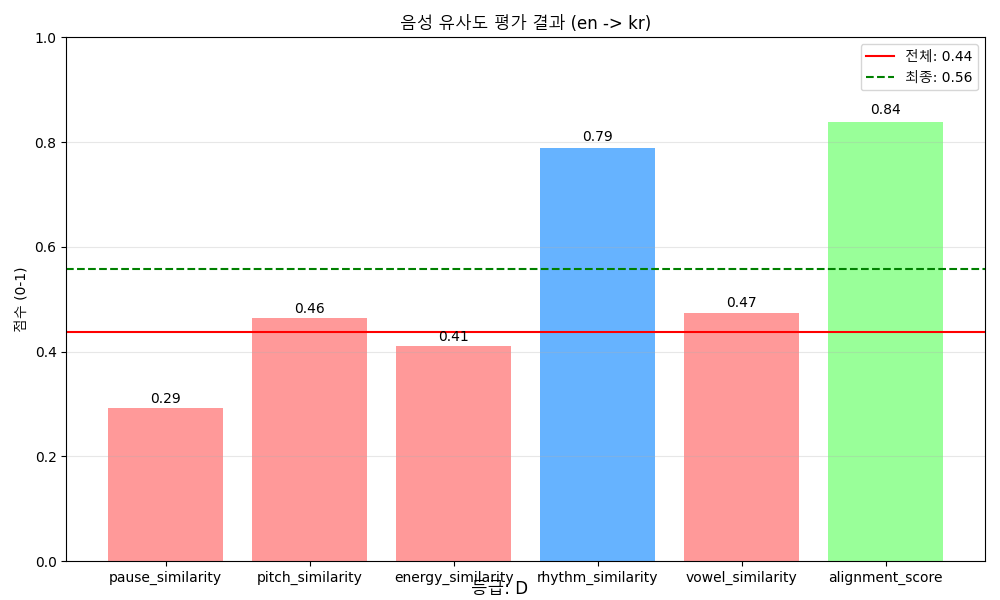 음성 유사도 평가 결과 (en -> kr)
전체: 0.44
최종: 0.56
점수 (0-1)
1.0
0.8
0.6
0.4
0.2
0.0
0.29
0.46
0.41
0.79
0.47
0.84
pause_similarity
pitch_similarity
energy_similarity
rhythm_similarity
vowel_similarity
alignment_score
등급: D